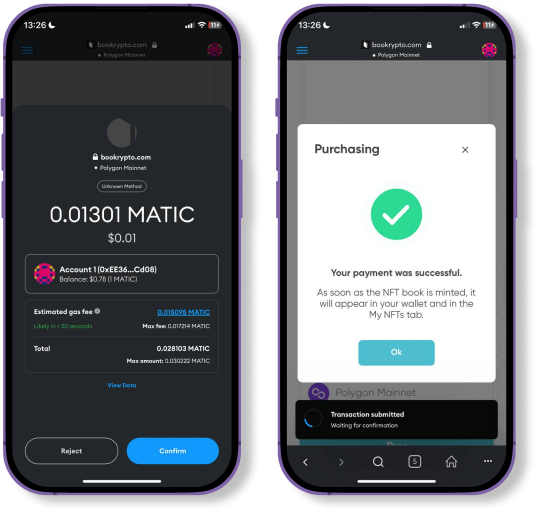 13:26
11
bookrypto.com
Polygon Mainnet
bookrypto.com
Polygon Mainnet
Unknown Method
0.01301 MATIC
$0.01
Account 1 (0xEE36...Cd08)
Balance: $0.78 (1 MATIC)
Estimated gas fee
0.015095 MATIC
Likely in < 30 seconds
Max fee: 0.017214 MATIC
Total
0.028103 MATIC
Max amount: 0.030222 MATIC
View Data
Reject
Confirm
13:26
11
bookrypto.com
Polygon Mainnet
Purchasing
×
Your payment was successful.
As soon as the NFT book is minted, it
will appear in your wallet and in the
My NFTs tab.
Ok
Polygon Mainnet
Transaction submitted
Waiting for confirmation
5